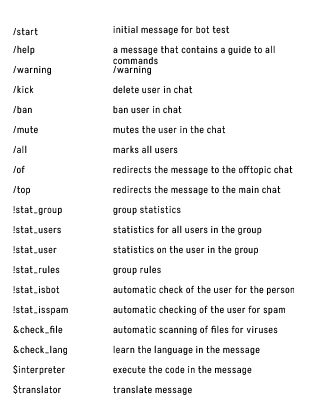 /start initial message for bot test
/help a message that contains a guide to all
commands
/warning /warning
/kick delete user in chat
/ban ban user in chat
/mute mutes the user in the chat
/all marks all users
/of redirects the message to the offtopic chat
/top redirects the message to the main chat
!stat_group group statistics
!stat_users statistics for all users in the group
!stat_user statistics on the user in the group
!stat_rules group rules
!stat_isbot automatic check of the user for the person
!stat_isspam automatic checking of the user for spam
&check_file automatic scanning of files for viruses
&check_lang learn the language in the message
$interpreter execute the code in the message
$translator translate message